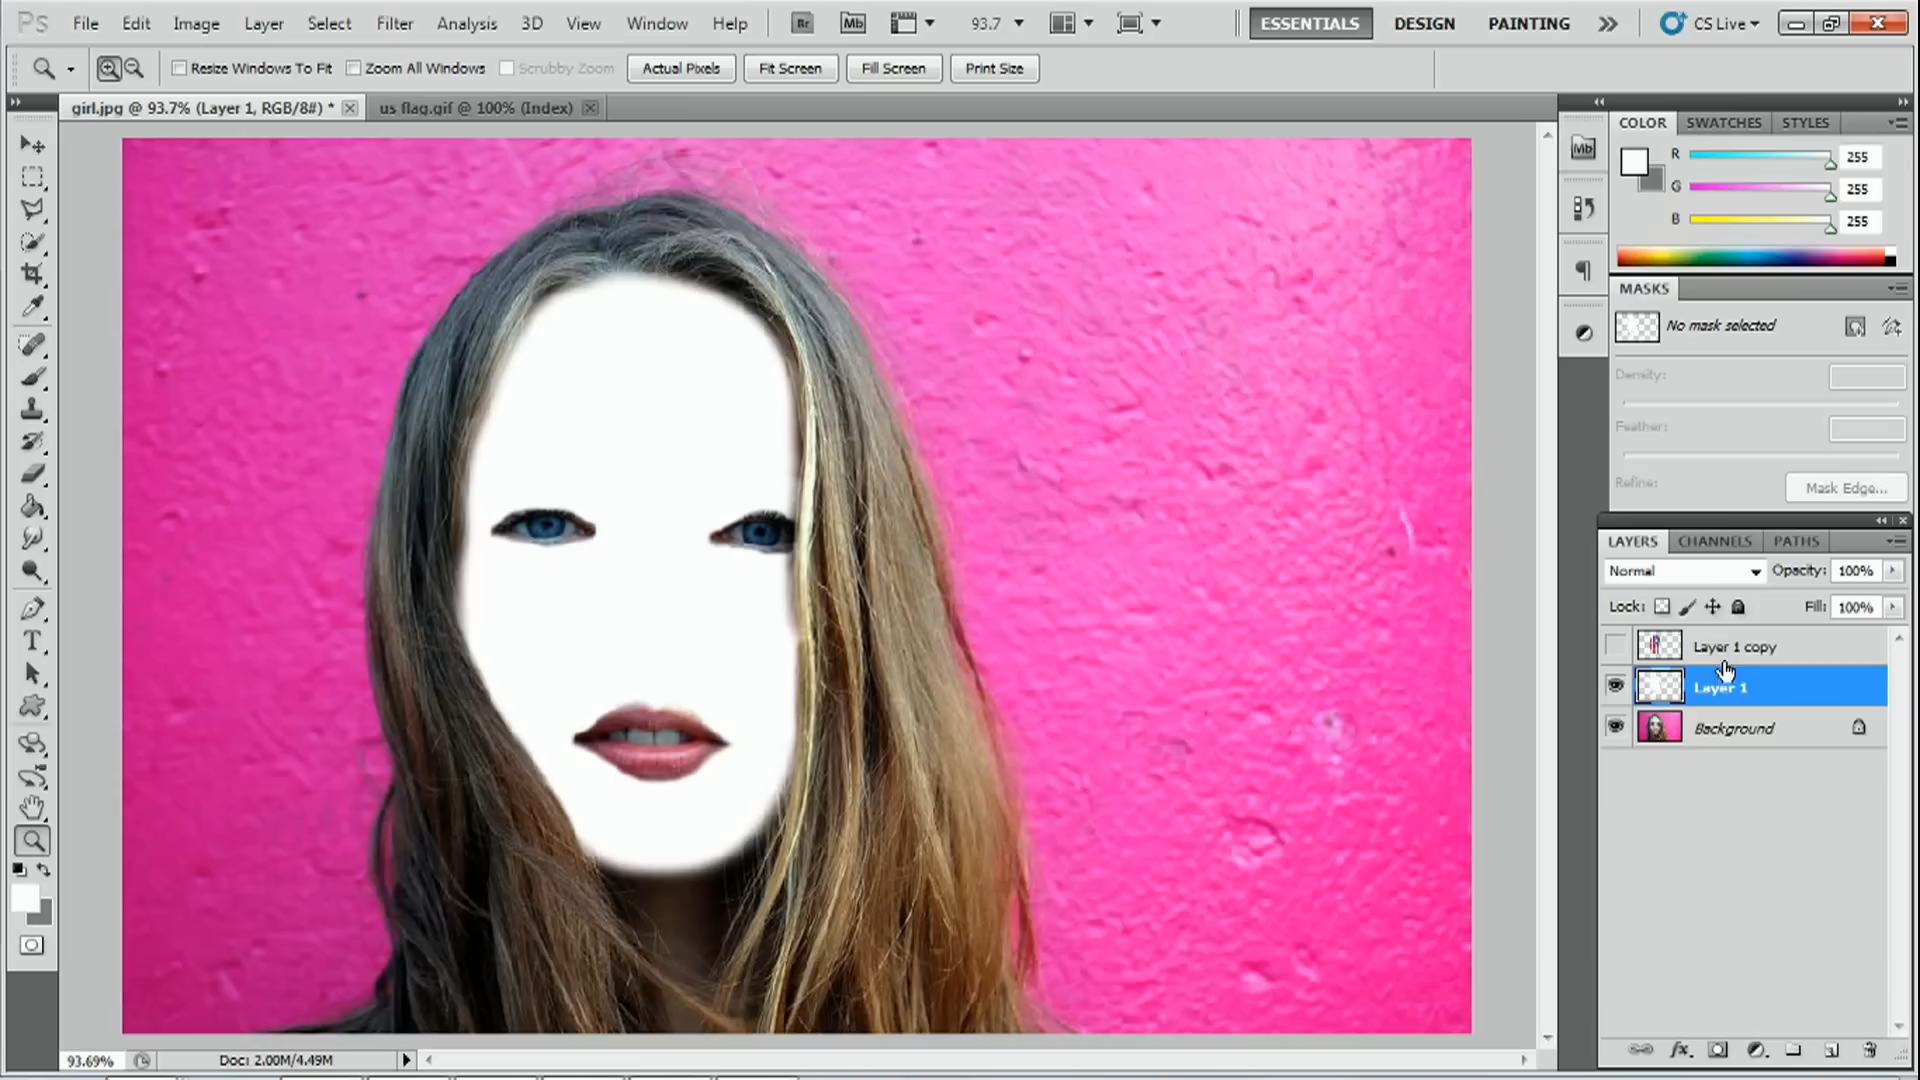 Ps File Edit Image Layer Select Filter Analysis 3D View Window Help Br Mb 93.7 ESSENTIALS DESIGN PAINTING CS Live
Resize Windows To Fit Zoom All Windows Scrubby Zoom Actual Pixels Fit Screen Fill Screen Print Size
girl.jpg @ 93.7% (Layer 1, RGB/8#) * us flag.gif @ 100% (Index)
COLOR SWATCHES STYLES
Mb
R 255
G 255
B 255
MASKS
No mask selected
Density:
Feather:
Refine: Mask Edge...
LAYERS CHANNELS PATHS
Normal Opacity: 100%
Lock: Fill: 100%
Layer 1 copy
Layer 1
Background
T
fx
93.69% Doc: 2.00M/4.49M